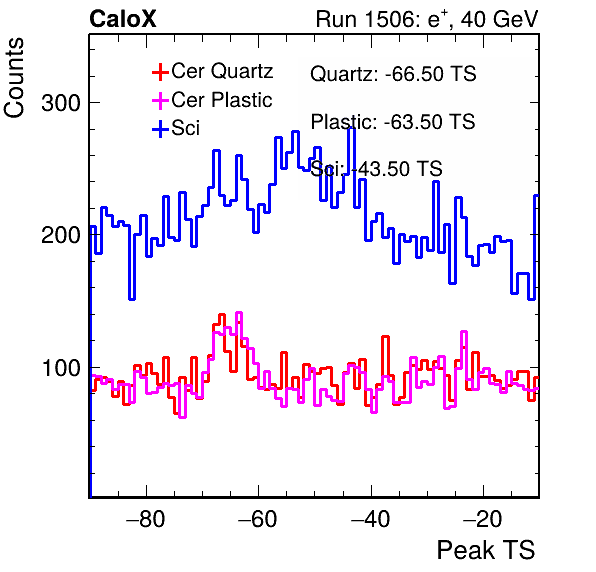 CaloX Run 1506: e+, 40 GeV
Counts
Cer Quartz
Cer Plastic
Sci
Quartz: -66.50 TS
Plastic: -63.50 TS
Sci: -43.50 TS
300
200
100
−80 −60 −40 −20
Peak TS